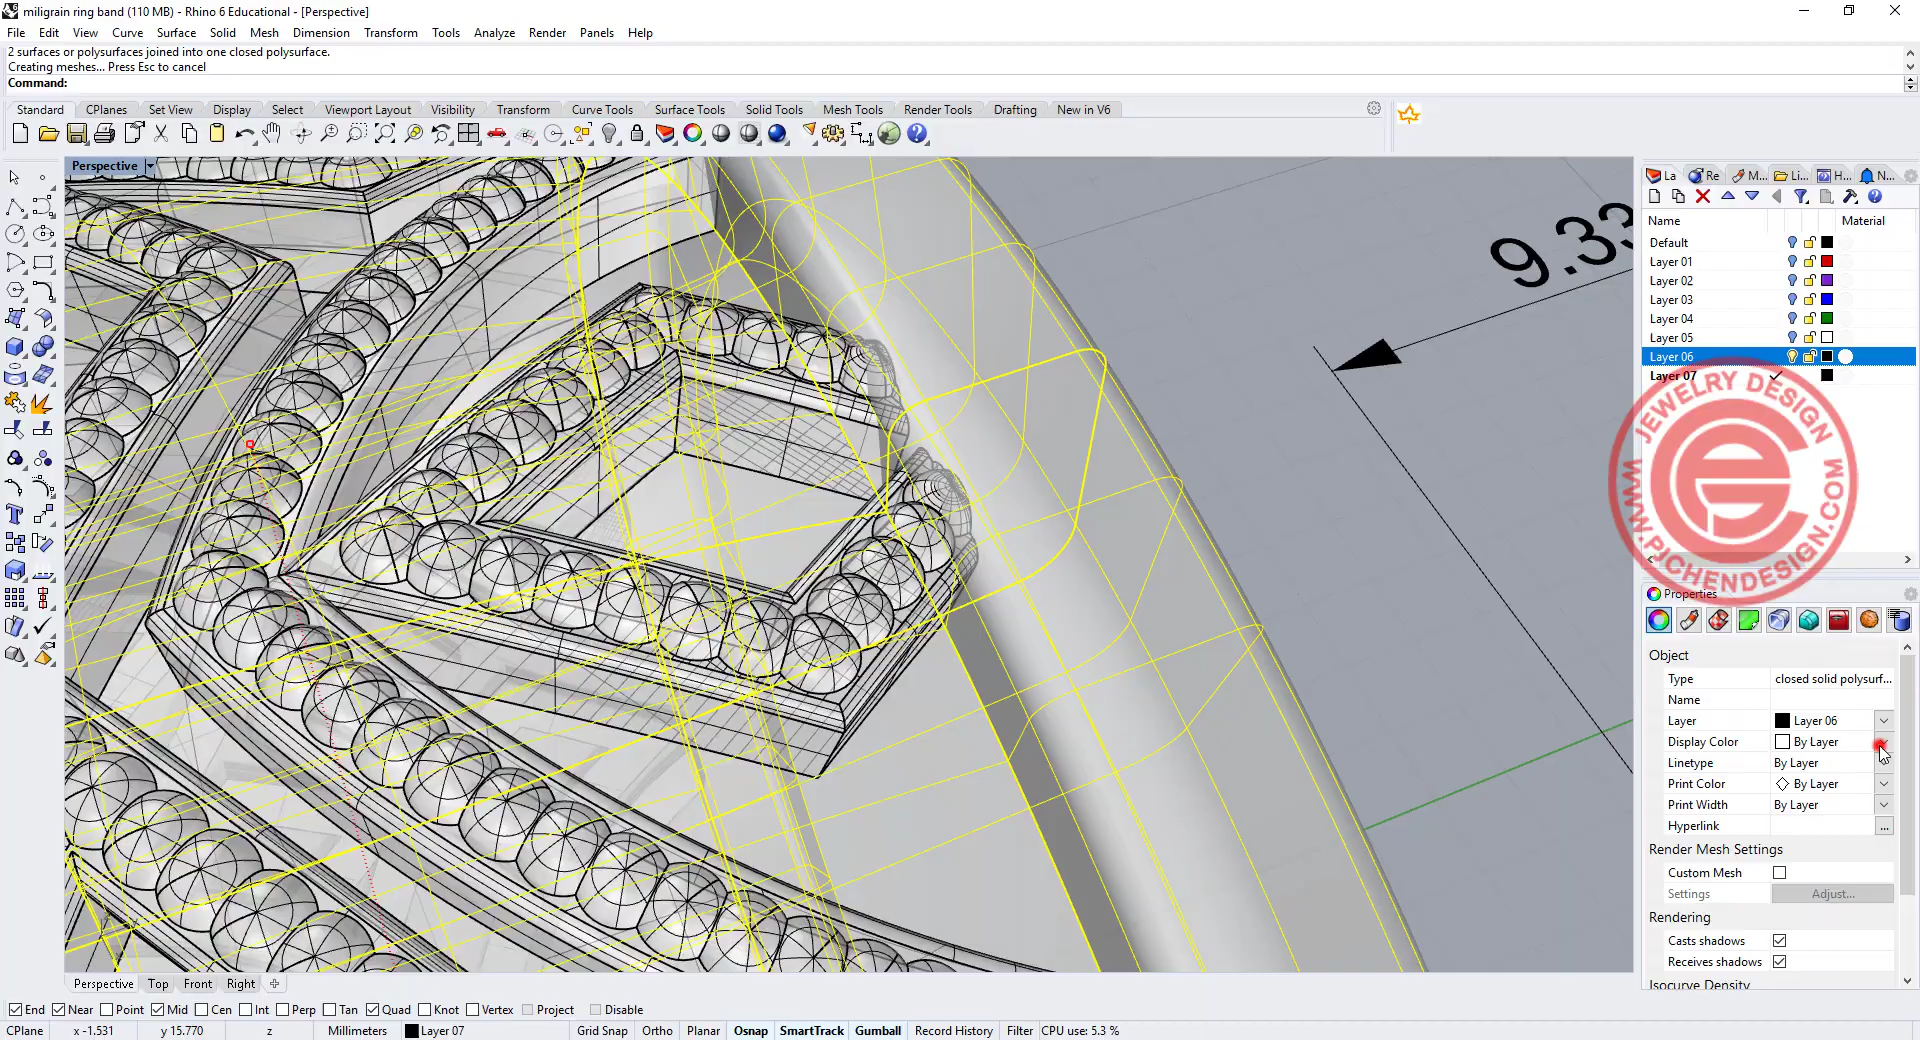 miligrain ring band (110 MB) - Rhino 6 Educational - [Perspective]
File Edit View Curve Surface Solid Mesh Dimension Transform Tools Analyze Render Panels Help
2 surfaces or polysurfaces joined into one closed polysurface.
Creating meshes... Press Esc to cancel
Command:
Standard CPlanes Set View Display Select Viewport Layout Visibility Transform Curve Tools Surface Tools Solid Tools Mesh Tools Render Tools Drafting New in V6
Perspective
La Re M... Li... H... N...
Name Material
Default
Layer 01
Layer 02
Layer 03
Layer 04
Layer 05
Layer 06
Layer 07
9.33
JEWELRY DESIGN
WWW.PJCHENDESIGN.COM
Properties
Object
Type closed solid polysurf...
Name
Layer Layer 06
Display Color By Layer
Linetype By Layer
Print Color By Layer
Print Width By Layer
Hyperlink ...
Render Mesh Settings
Custom Mesh
Settings Adjust...
Rendering
Casts shadows
Receives shadows
Isocurve Density
Perspective Top Front Right
End Near Point Mid Cen Int Perp Tan Quad Knot Vertex Project Disable
CPlane x -1.531 y 15.770 z Millimeters Layer 07 Grid Snap Ortho Planar Osnap SmartTrack Gumball Record History Filter CPU use: 5.3 %